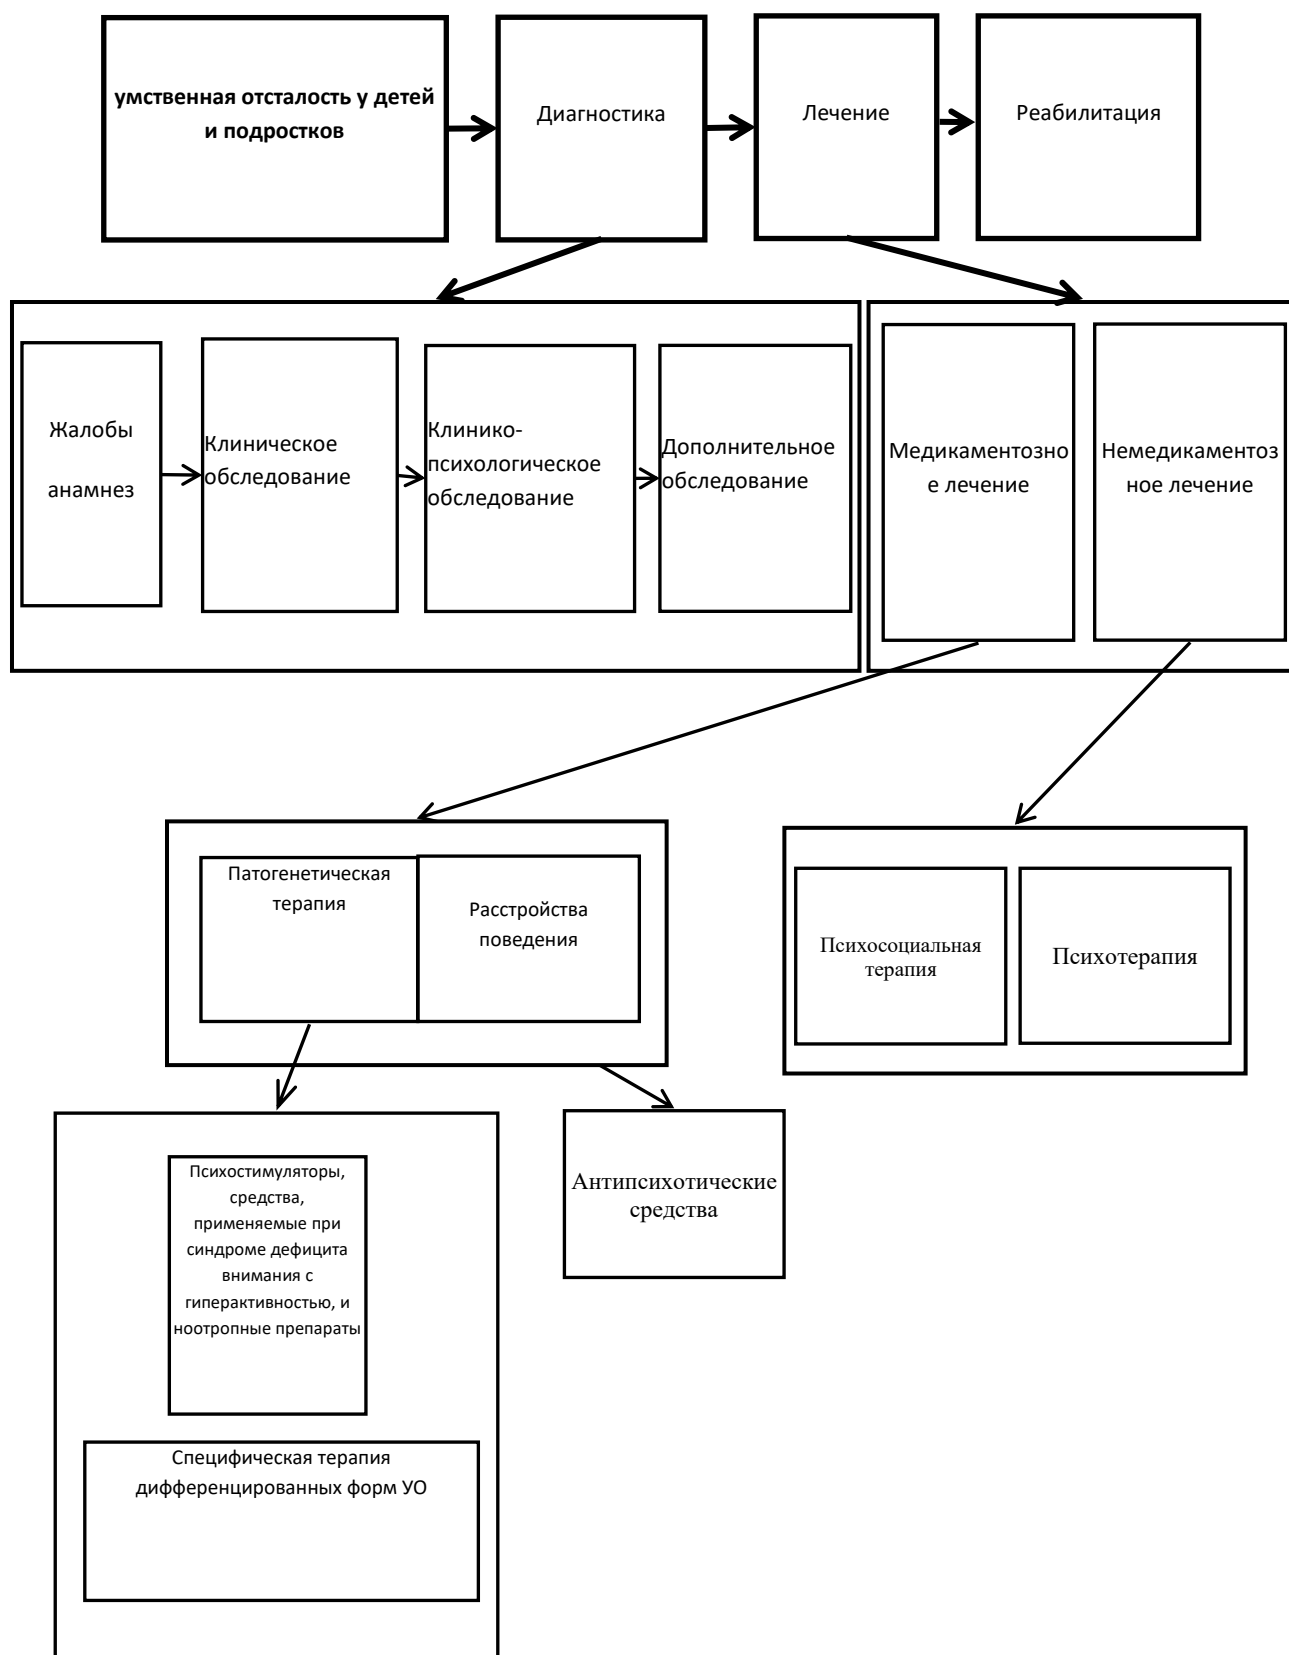 умственная отсталость у детей
и подростков
Диагностика
Лечение
Реабилитация
Жалобы
анамнез
Клиническое
обследование
Клинико-
психологическое
обследование
Дополнительное
обследование
Медикаментозно
е лечение
Немедикаментоз
ное лечение
Патогенетическая
терапия
Расстройства
поведения
Психосоциальная
терапия
Психотерапия
Психостимуляторы,
средства,
применяемые при
синдроме дефицита
внимания с
гиперактивностью, и
ноотропные препараты
Антипсихотические
средства
Специфическая терапия
дифференцированных форм УО